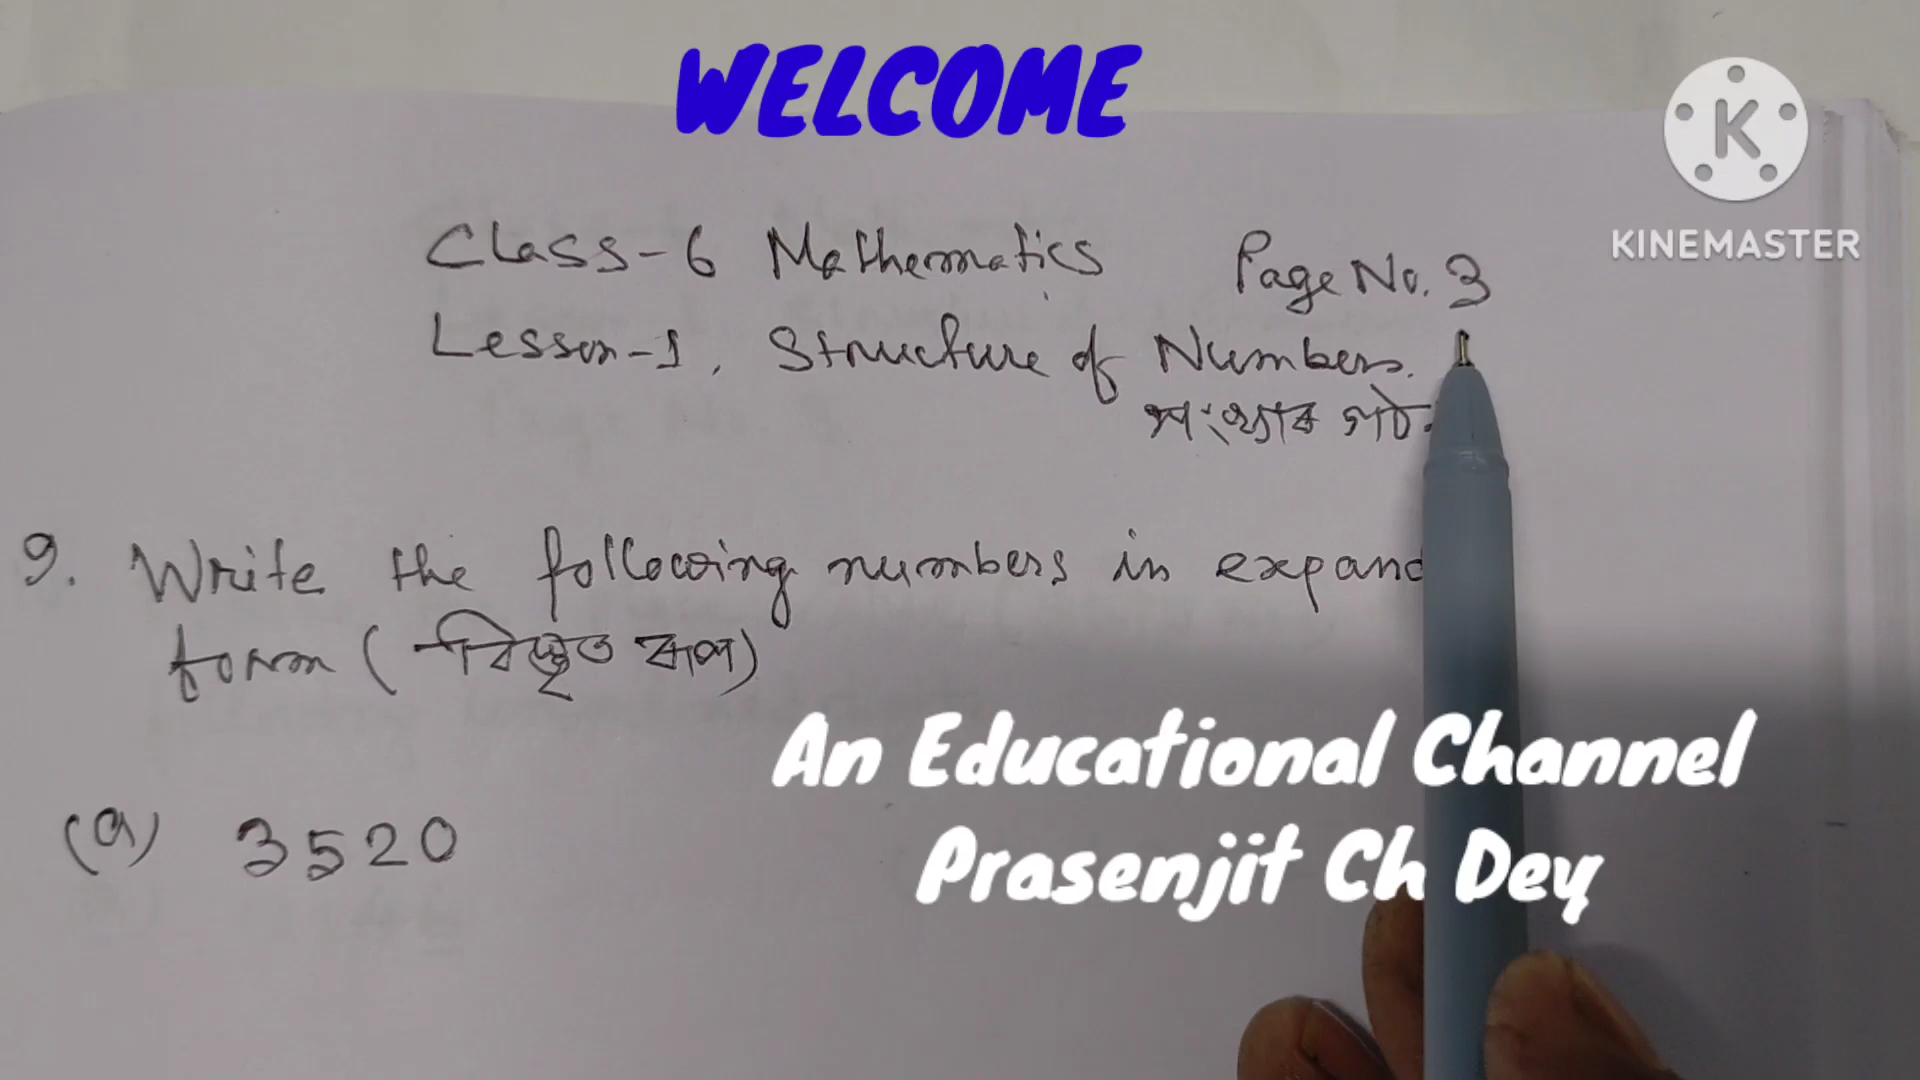 WELCOME
K
KINEMASTER
Class-6 Mathematics Page No. 3
Lesson-1, Structure of Numbers.
সংখ্যাৰ
9. Write the following numbers in expand
form (বিস্তৃত ৰূপ)
An Educational Channel
(a) 3520
Prasenjit Ch Dey